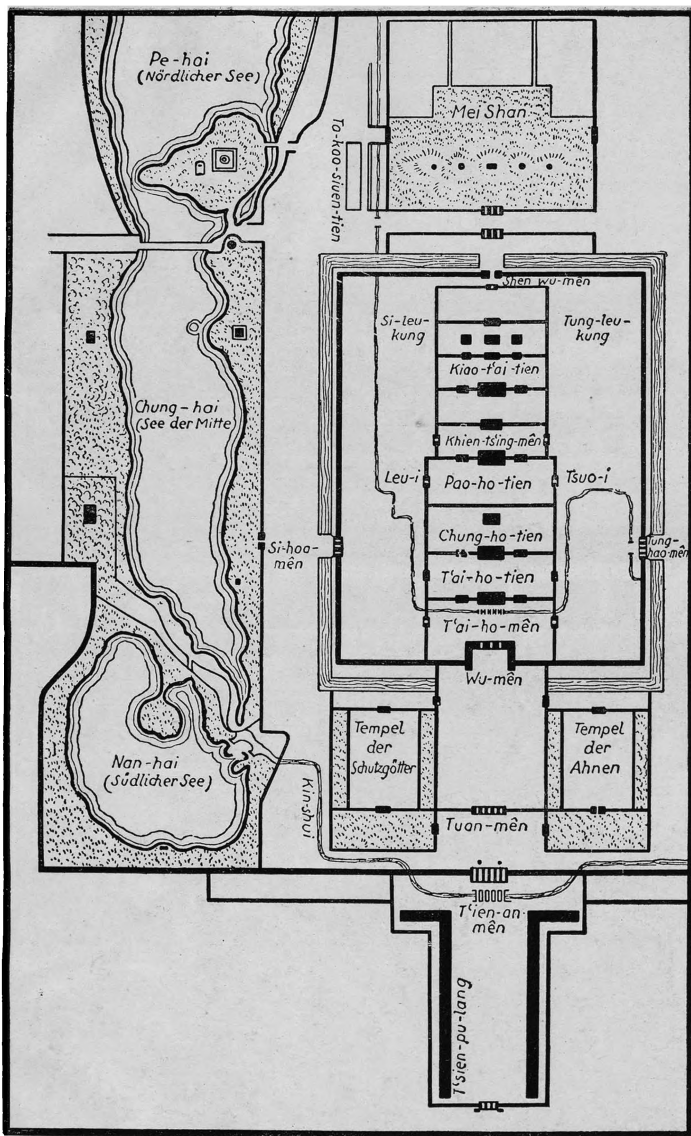 Pe-hai
(Nördlicher See)
Mei Shan
Ta-kao-siuen-tien
Shen wu-mên
Si-leu-
kung
Tung-leu-
kung
Kiao-t'ai-tien
Chung-hai
(See der Mitte)
Khien-tsing-mên
Leu-i
Pao-ho-tien
Tsuo-i
Si-hoa-
mên
Chung-ho-tien
Tung-
hao-mên
T'ai-ho-tien
T'ai-ho-mên
Wu-mên
Tempel
der
Schutzgötter
Tempel
der
Ahnen
Nan-hai
(Südlicher See)
Kin-shui
Tuan-mên
T'ien-an-
mên
T'sien-pu-lang